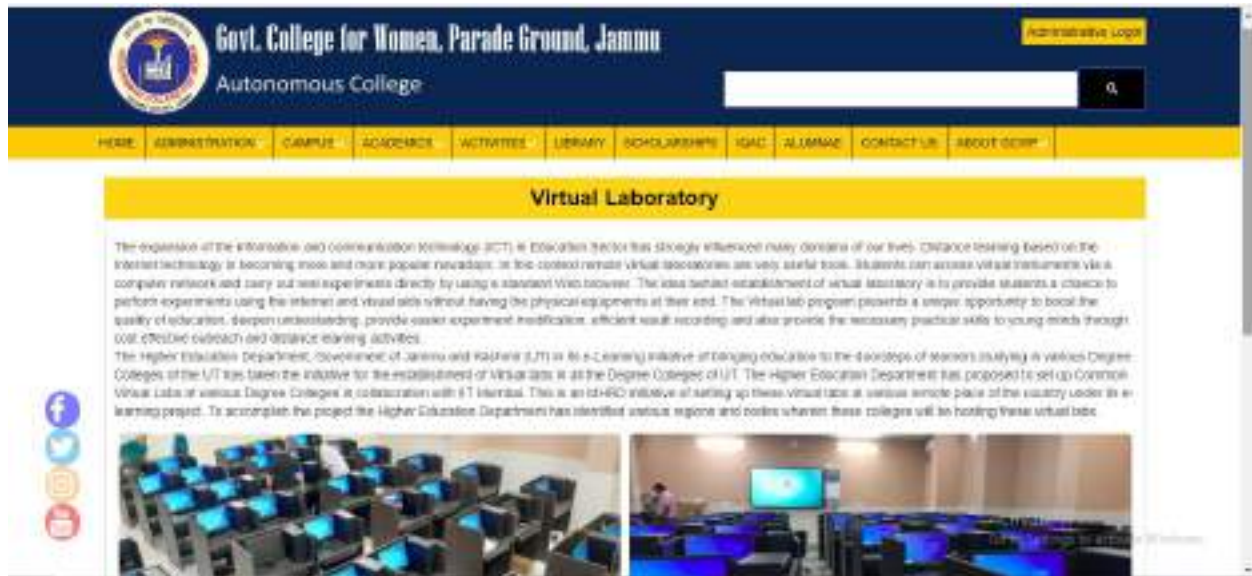 Govt. College for Women, Parade Ground, Jammu
Administrative Login
Autonomous College
HOME ADMINISTRATION CAMPUS ACADEMICS ACTIVITIES LIBRARY SCHOLARSHIPS IQAC ALUMNAE CONTACT US ABOUT GCWP
Virtual Laboratory
The expansion of the information and communication technology (ICT) in Education Sector has strongly influenced many domains of our lives. Distance learning based on the
Internet technology is becoming more and more popular nowadays. In this context remote virtual laboratories are very useful tools. Students can access virtual instruments via a
computer network and carry out real experiments directly by using a standard Web browser. The idea behind establishment of virtual laboratory is to provide students a chance to
perform experiments using the internet and visual aids without having the physical equipments at their end. The Virtual lab program presents a unique opportunity to boost the
quality of education, deepen understanding, provide easier experiment modification, efficient result recording and also provide the necessary practical skills to young minds through
cost effective outreach and distance learning activities.
The Higher Education Department, Government of Jammu and Kashmir (UT) in its e-Learning initiative of bringing education to the doorsteps of learners studying in various Degree
Colleges of the UT has taken the initiative for the establishment of Virtual labs in all the Degree Colleges of UT. The Higher Education Department has proposed to set up Common
Virtual Labs at various Degree Colleges in collaboration with IIT Mumbai. This is an initiative of setting up these virtual labs at various remote place of the country under its e-
learning project. To accomplish the project the Higher Education Department has identified various regions and nodes wherein these colleges will be hosting these virtual labs.